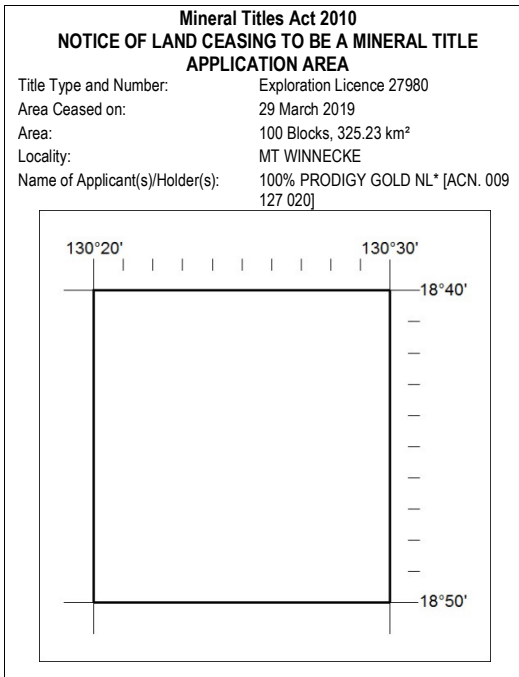 Mineral Titles Act 2010
NOTICE OF LAND CEASING TO BE A MINERAL TITLE
APPLICATION AREA
Title Type and Number: Exploration Licence 27980
Area Ceased on: 29 March 2019
Area: 100 Blocks, 325.23 km²
Locality: MT WINNECKE
Name of Applicant(s)/Holder(s): 100% PRODIGY GOLD NL* [ACN. 009
127 020]
130°20' 130°30'
18°40'
18°50'